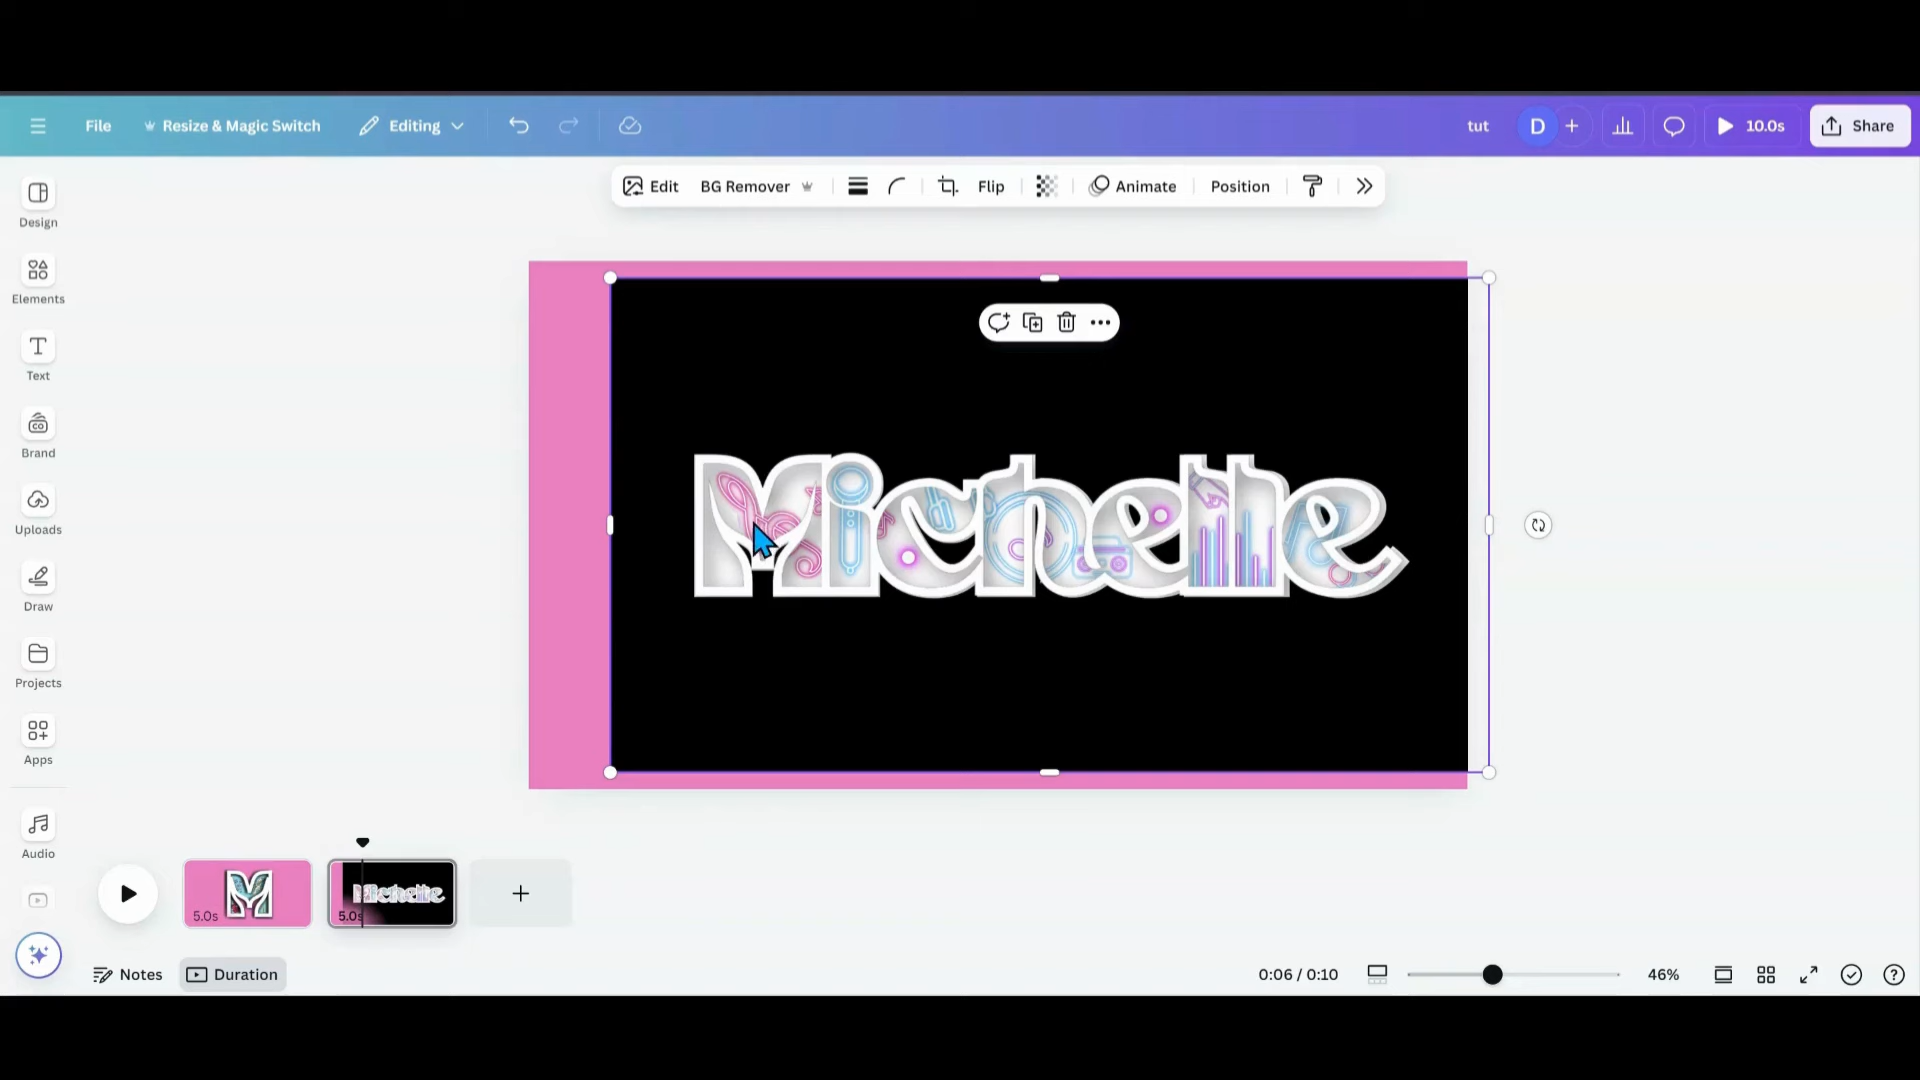 File Resize & Magic Switch Editing tut D 10.0s Share
Edit BG Remover Flip Animate Position
Design
Elements
Text
Brand
Uploads
Draw
Projects
Apps
Audio
Michelle
M 5.0s Michelle 5.0s
Notes Duration 0:06 / 0:10 46%